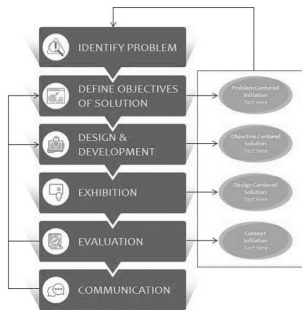 IDENTIFY PROBLEM
DEFINE OBJECTIVES
OF SOLUTION
Problem Centered
Initiative
Text Here
DESIGN &
DEVELOPMENT
Objective Centered
Solution
Text Here
EXHIBITION
Design Centered
Solution
Text Here
EVALUATION
Context
Initiation
Text Here
COMMUNICATION